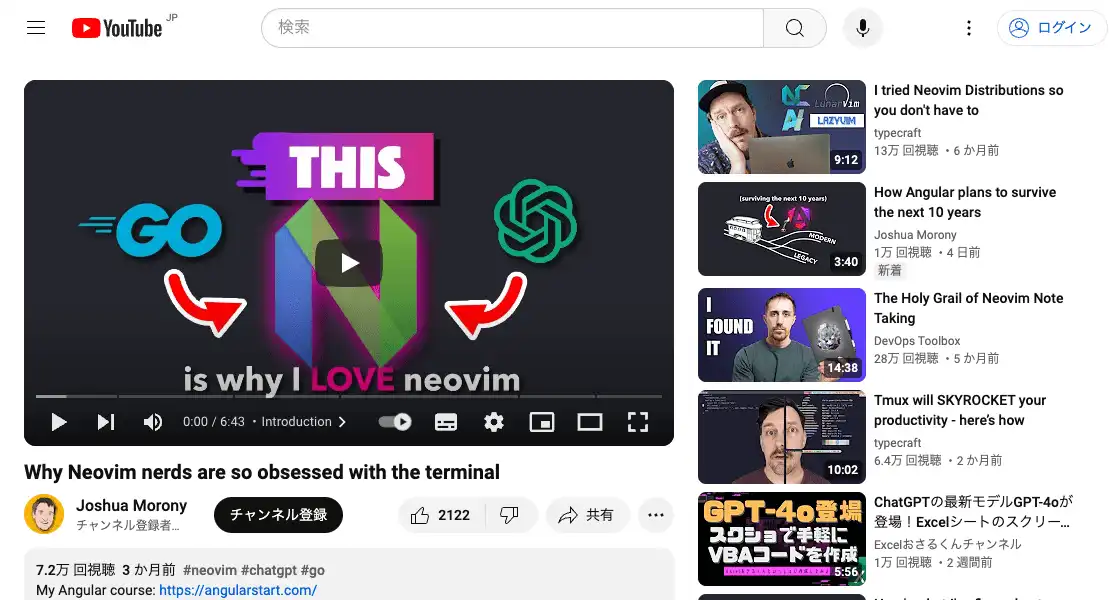 YouTube JP
検索
ログイン
THIS
GO
is why I LOVE neovim
0:00 / 6:43 ・Introduction
Why Neovim nerds are so obsessed with the terminal
Joshua Morony
チャンネル登録者…
チャンネル登録
2122
共有
7.2万 回視聴 3 か月前 #neovim #chatgpt #go
My Angular course: https://angularstart.com/
LunarVim
LAZYVIM
9:12
I tried Neovim Distributions so
you don't have to
typecraft
13万 回視聴 ・6 か月前
(surviving the next 10 years)
MODERN
LEGACY
3:40
How Angular plans to survive
the next 10 years
Joshua Morony
1万 回視聴 ・4 日前
新着
I
FOUND
IT
14:38
The Holy Grail of Neovim Note
Taking
DevOps Toolbox
28万 回視聴 ・5 か月前
10:02
Tmux will SKYROCKET your
productivity - here’s how
typecraft
6.4万 回視聴 ・2 か月前
GPT-4o登場
スクショで手軽に
VBAコードを作成
5:56
ChatGPTの最新モデルGPT-4oが
登場！Excelシートのスクリー…
Excelおさるくんチャンネル
1万 回視聴 ・2 週間前